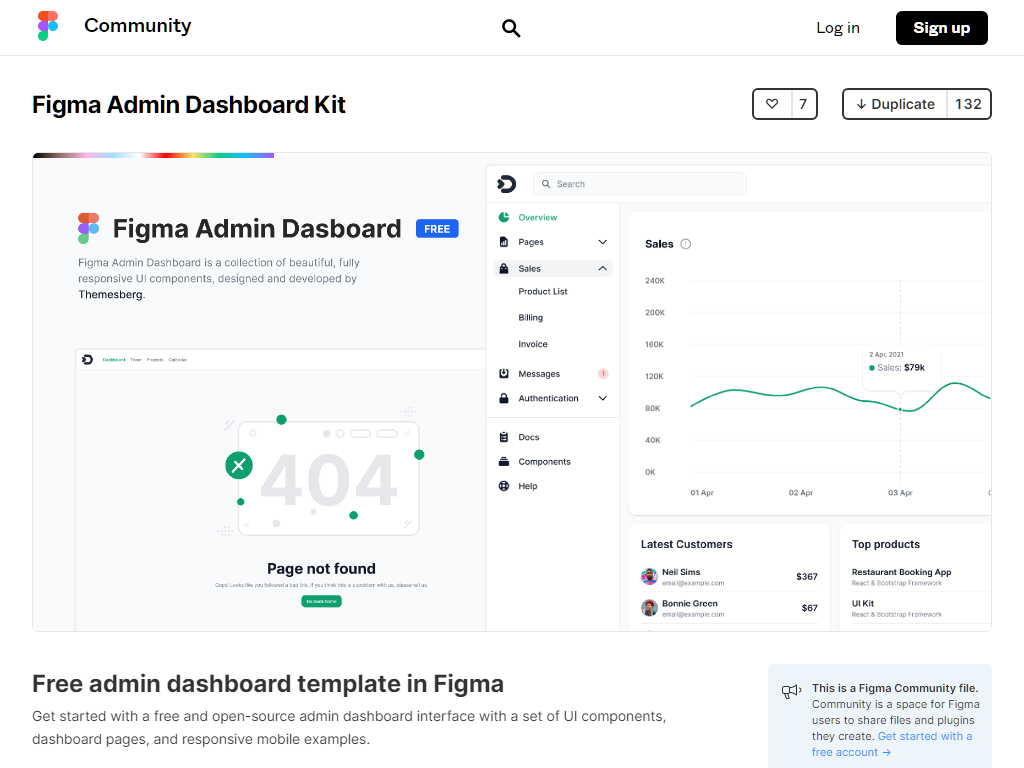 Community
Log in
Sign up
Figma Admin Dashboard Kit
7
Duplicate
132
Figma Admin Dasboard
FREE
Figma Admin Dashboard is a collection of beautiful, fully
responsive UI components, designed and developed by
Themesberg.
Dashboard Team Projects Calendar
404
Page not found
Oops! Looks like you followed a bad link. If you think this is a problem with us, please tell us.
Go back home
Search
Overview
Pages
Sales
Product List
Billing
Invoice
Messages
!
Authentication
Docs
Components
Help
Sales
240K
200K
160K
120K
80K
40K
0K
2 Apr, 2021
Sales: $79k
01 Apr
02 Apr
03 Apr
Latest Customers
Neil Sims
email@example.com
$367
Bonnie Green
email@example.com
$67
Top products
Restaurant Booking App
React & Bootstrap Framework
UI Kit
React & Bootstrap Framework
Free admin dashboard template in Figma
Get started with a free and open-source admin dashboard interface with a set of UI components,
dashboard pages, and responsive mobile examples.
This is a Figma Community file.
Community is a space for Figma
users to share files and plugins
they create. Get started with a
free account →